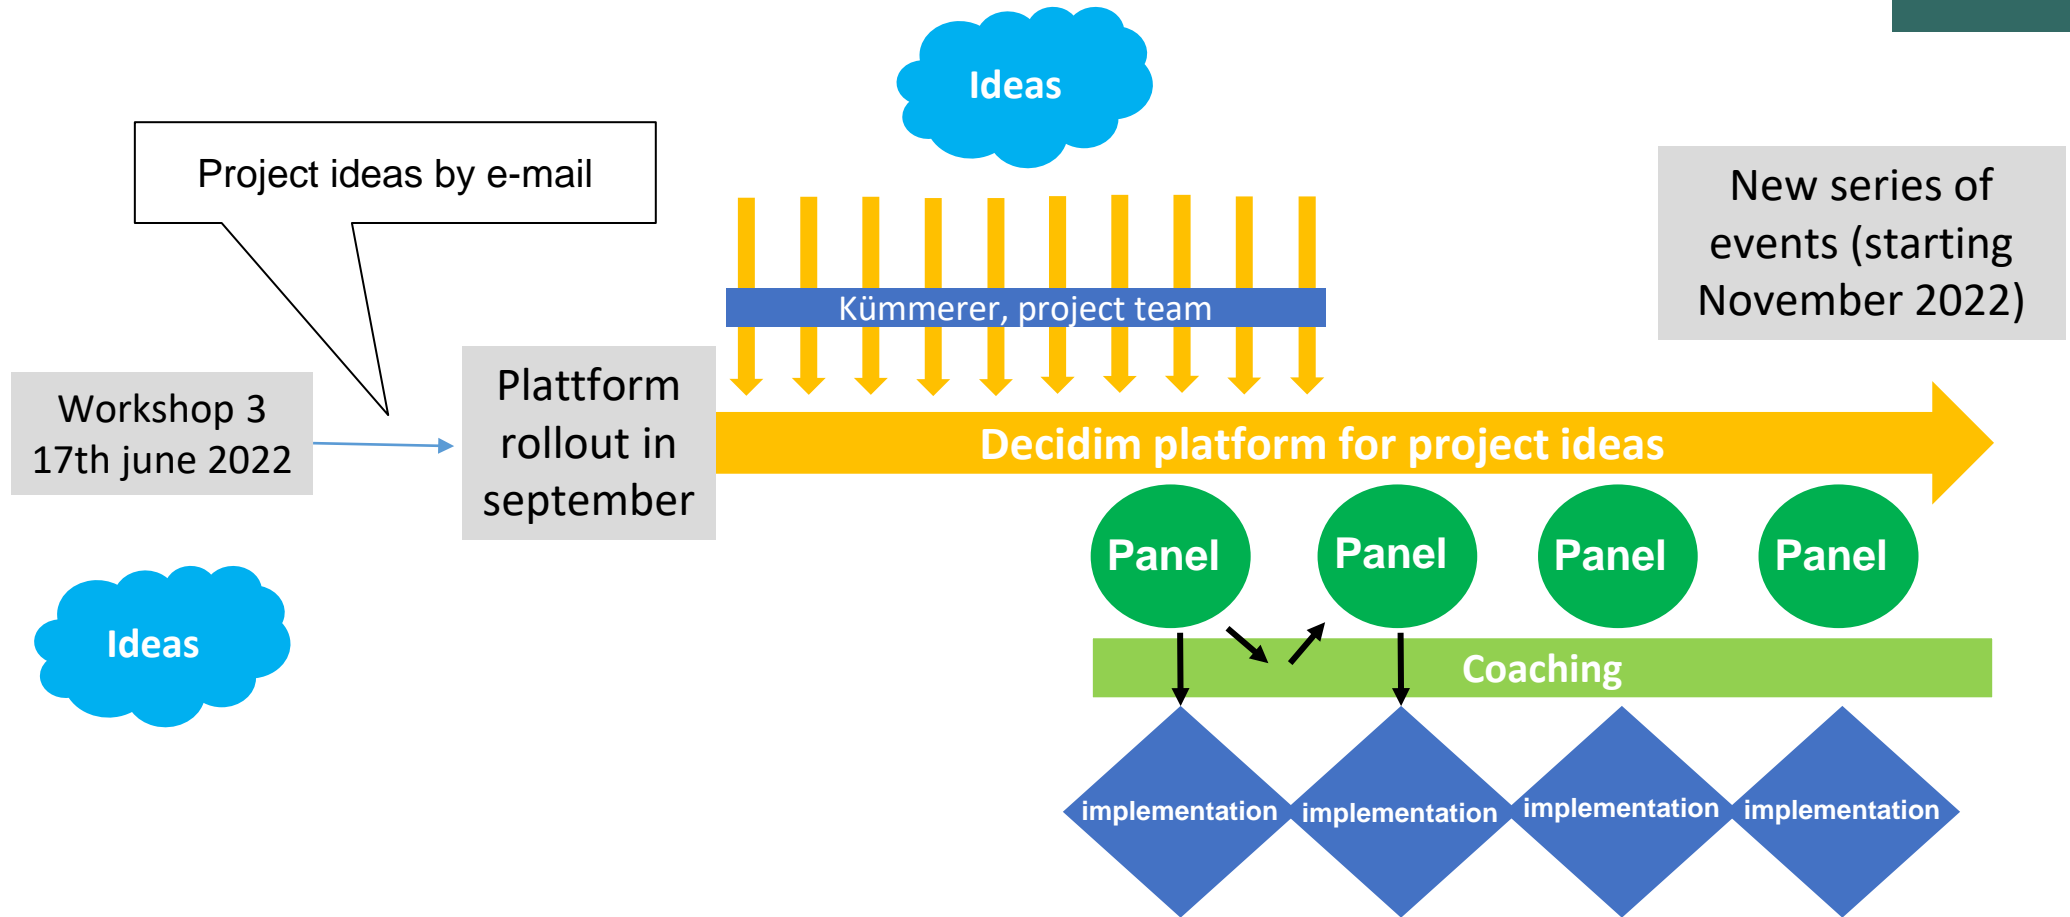 Ideas
Project ideas by e-mail
New series of
events (starting
November 2022)
Kümmerer, project team
Workshop 3
17th june 2022
Plattform
rollout in
september
Decidim platform for project ideas
Panel
Panel
Panel
Panel
Ideas
Coaching
implementation
implementation
implementation
implementation